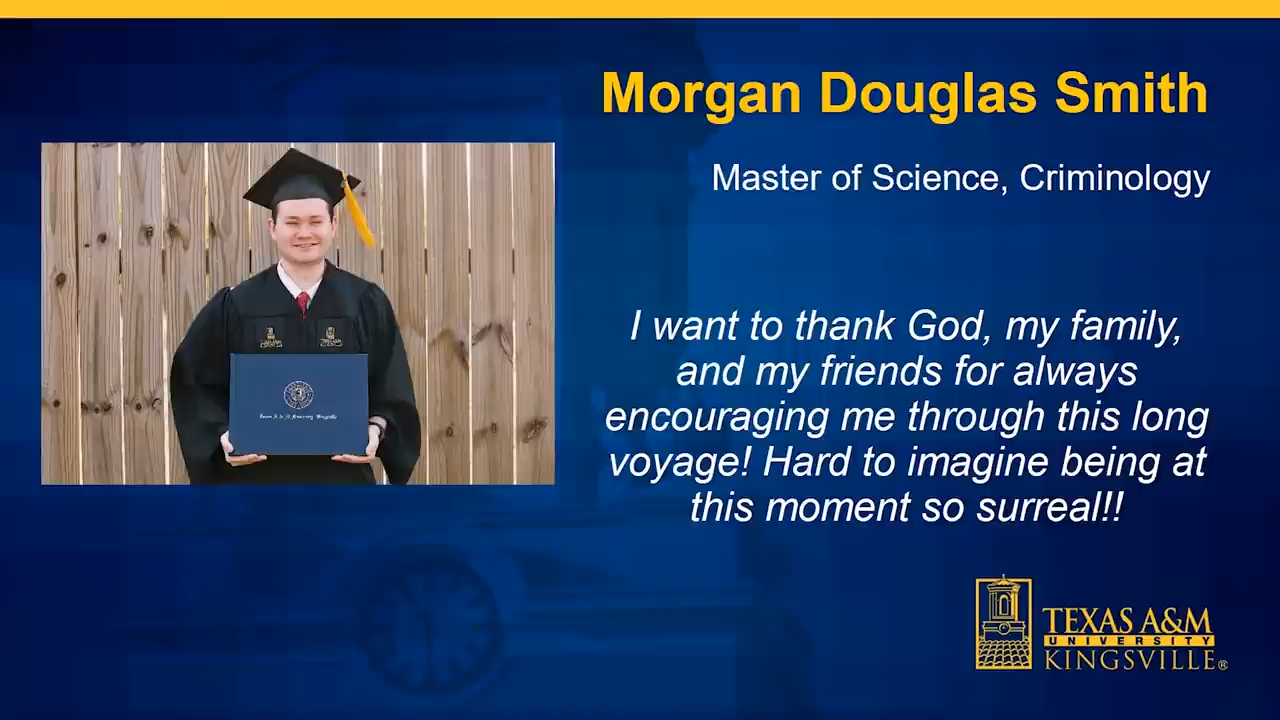 Morgan Douglas Smith
Master of Science, Criminology
I want to thank God, my family,
and my friends for always
encouraging me through this long
voyage! Hard to imagine being at
this moment so surreal!!
TEXAS A&M
UNIVERSITY
KINGSVILLE®